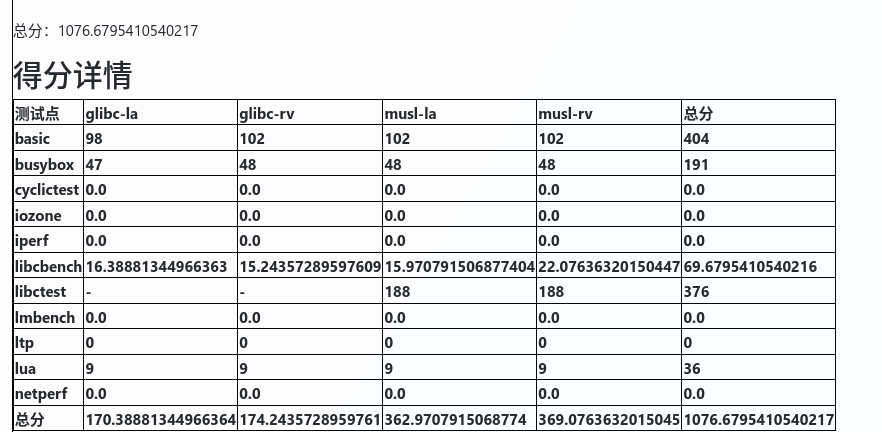 总分：1076.6795410540217
得分详情
测试点 glibc-la glibc-rv musl-la musl-rv 总分
basic 98 102 102 102 404
busybox 47 48 48 48 191
cyclictest 0.0 0.0 0.0 0.0 0.0
iozone 0.0 0.0 0.0 0.0 0.0
iperf 0.0 0.0 0.0 0.0 0.0
libcbench 16.38881344966363 15.24357289597609 15.970791506877404 22.07636320150447 69.6795410540216
libctest - - 188 188 376
lmbench 0.0 0.0 0.0 0.0 0.0
ltp 0 0 0 0 0
lua 9 9 9 9 36
netperf 0.0 0.0 0.0 0.0 0.0
总分 170.38881344966364 174.2435728959761 362.9707915068774 369.0763632015045 1076.6795410540217